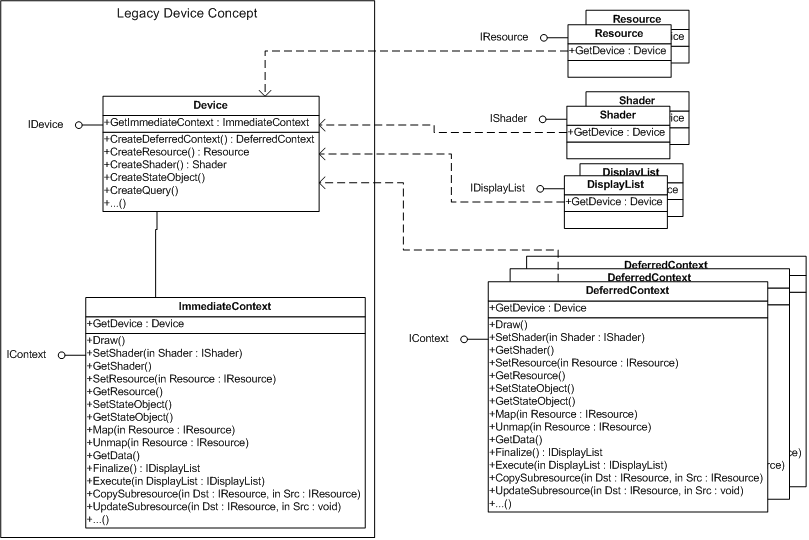 Legacy Device Concept
Resource
IResource
Resource
+GetDevice : Device
ice
Shader
IShader
Shader
+GetDevice : Device
ice
DisplayList
IDisplayList
DisplayList
+GetDevice : Device
ce
Device
IDevice
+GetImmediateContext : ImmediateContext
+CreateDeferredContext() : DeferredContext
+CreateResource() : Resource
+CreateShader() : Shader
+CreateStateObject()
+CreateQuery()
+...()
ImmediateContext
+GetDevice : Device
IContext
+Draw()
+SetShader(in Shader : IShader)
+GetShader()
+SetResource(in Resource : IResource)
+GetResource()
+SetStateObject()
+GetStateObject()
+Map(in Resource : IResource)
+Unmap(in Resource : IResource)
+GetData()
+Finalize() : IDisplayList
+Execute(in DisplayList : IDisplayList)
+CopySubresource(in Dst : IResource, in Src : IResource)
+UpdateSubresource(in Dst : IResource, in Src : void)
+...()
DeferredContext
DeferredContext
DeferredContext
+GetDevice : Device
IContext
+Draw()
+SetShader(in Shader : IShader)
+GetShader()
+SetResource(in Resource : IResource)
+GetResource()
+SetStateObject()
+GetStateObject()
+Map(in Resource : IResource)
+Unmap(in Resource : IResource)
+GetData()
+Finalize() : IDisplayList
+Execute(in DisplayList : IDisplayList)
+CopySubresource(in Dst : IResource, in Src : IResource)
+UpdateSubresource(in Dst : IResource, in Src : void)
+...()
rce)
urce)